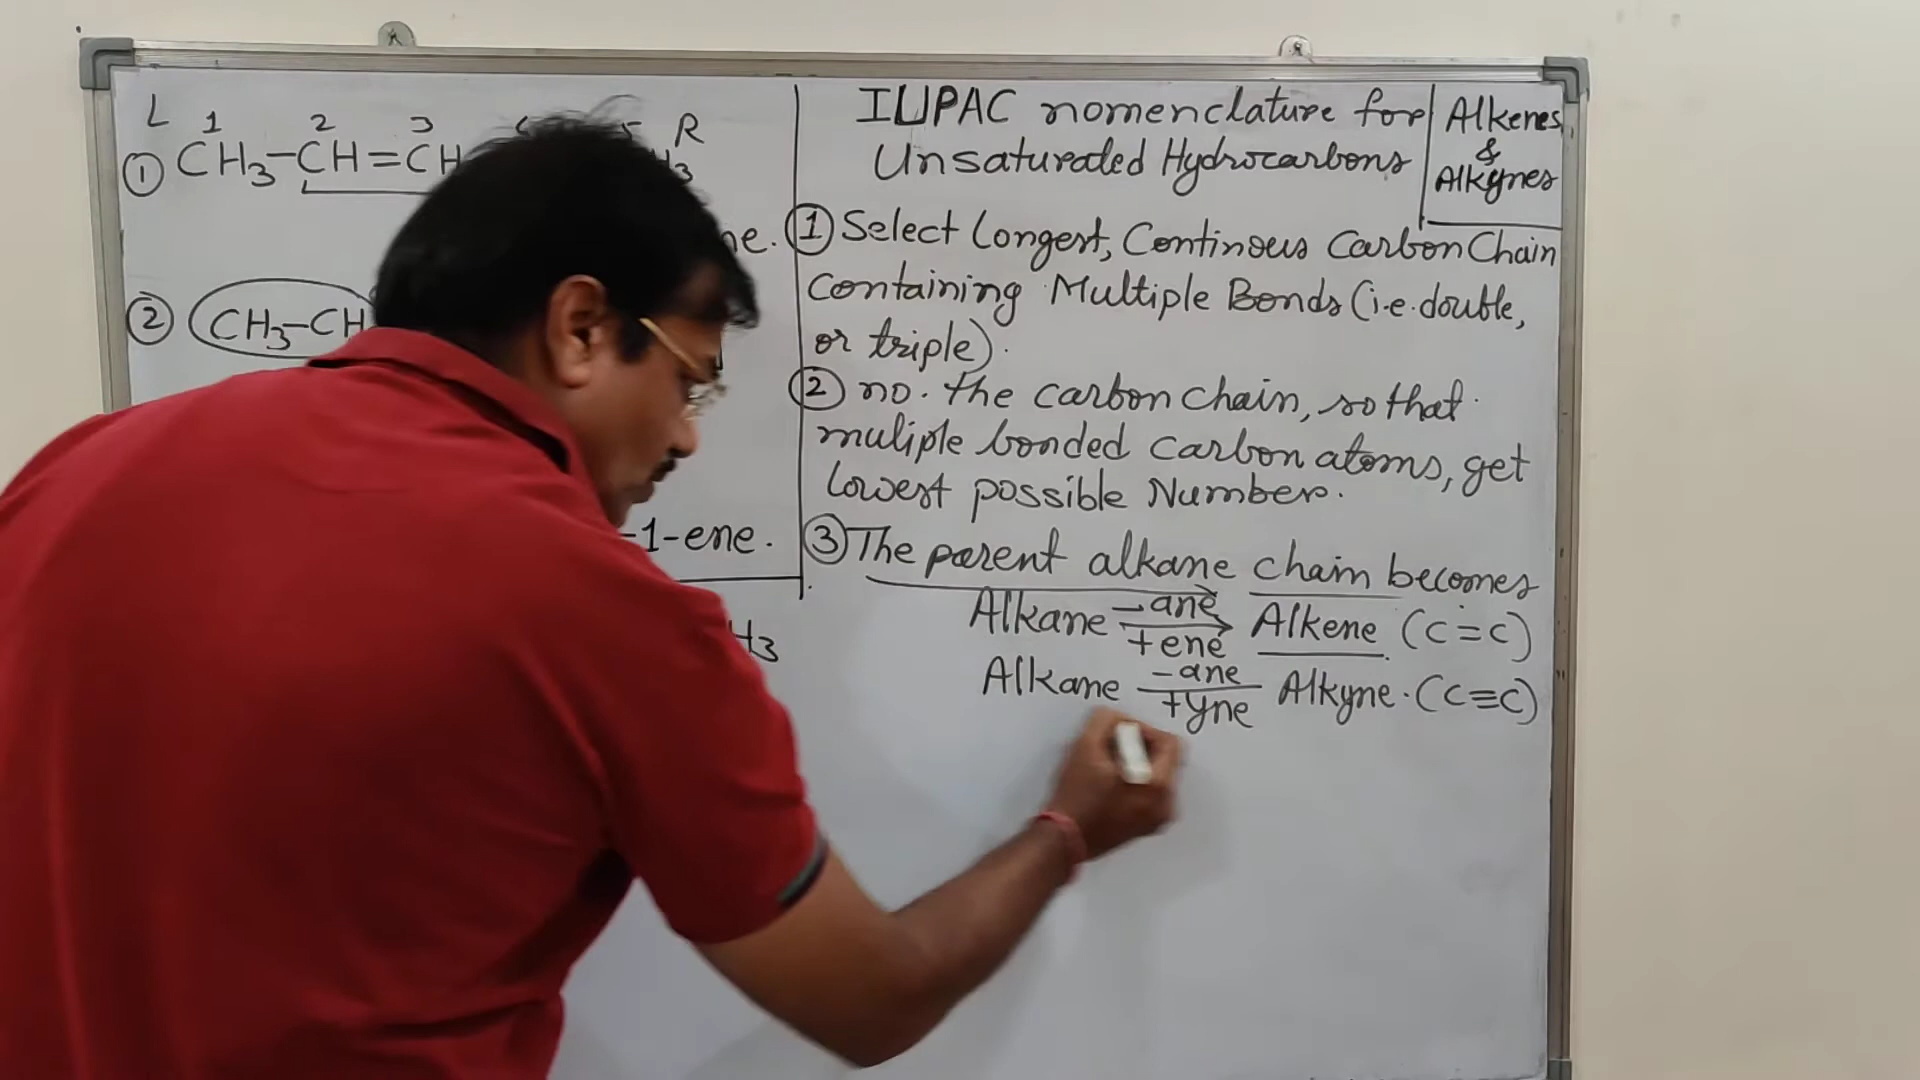 L 1 2 3 R
① CH3-CH=CH
ne.
② CH3-CH
-1-ene.
H3
IUPAC nomenclature for
Unsaturated Hydrocarbons
Alkenes
&
Alkynes
① Select Longest, Continous Carbon Chain
containing Multiple Bonds (i.e. double,
or triple).
② no. the carbon chain, so that
muliple bonded carbon atoms, get
lowest possible Number.
③ The parent alkane chain becomes
Alkane -ane +ene Alkene (C=C)
Alkane -ane +yne Alkyne. (C≡C)